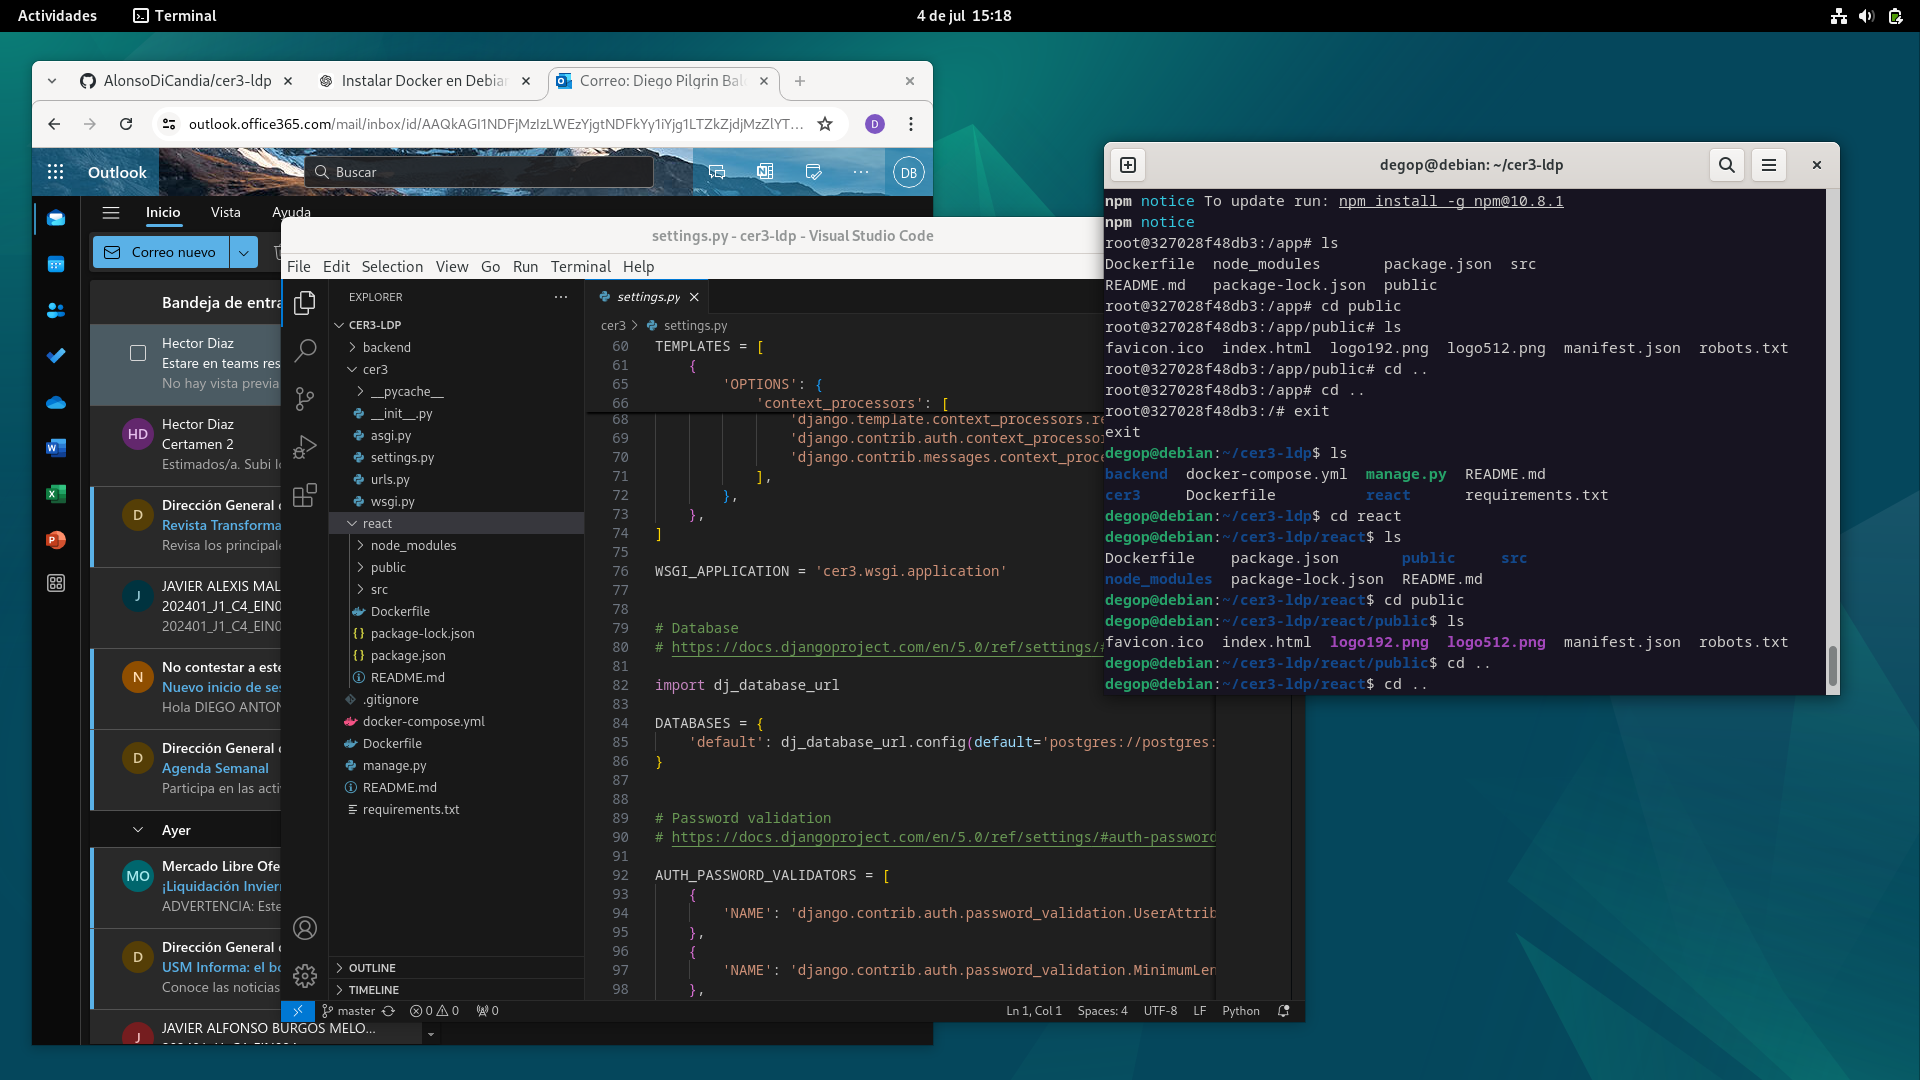 Actividades
Terminal
4 de jul 15:18
AlonsoDiCandia/cer3-ldp
Instalar Docker en Debian
Correo: Diego Pilgrin Bal
outlook.office365.com/mail/inbox/id/AAQkAGI1NDFjMzIzLWEzYjgtNDFkYy1iYjg1LTZkZjdjMzZlYT...
D
Outlook
Buscar
DB
Inicio
Vista
Ayuda
Correo nuevo
Bandeja de entra
Hector Diaz
Estare en teams res
No hay vista previa
HD
Hector Diaz
Certamen 2
Estimados/a. Subi lo
D
Dirección General d
Revista Transforma
Revisa los principale
J
JAVIER ALEXIS MAL
202401_J1_C4_EIN0
202401_J1_C4_EIN0
N
No contestar a este
Nuevo inicio de ses
Hola DIEGO ANTON
D
Dirección General d
Agenda Semanal
Participa en las acti
Ayer
MO
Mercado Libre Ofe
¡Liquidación Invier
ADVERTENCIA: Este
D
Dirección General d
USM Informa: el bo
Conoce las noticias
J
JAVIER ALFONSO BURGOS MELO...
settings.py - cer3-ldp - Visual Studio Code
File Edit Selection View Go Run Terminal Help
EXPLORER
CER3-LDP
backend
cer3
__pycache__
__init__.py
asgi.py
settings.py
urls.py
wsgi.py
react
node_modules
public
src
Dockerfile
package-lock.json
package.json
README.md
.gitignore
docker-compose.yml
Dockerfile
manage.py
README.md
requirements.txt
OUTLINE
TIMELINE
settings.py
cer3 > settings.py
60 TEMPLATES = [
61 {
65 'OPTIONS': {
66 'context_processors': [
68 'django.template.context_processors.re
69 'django.contrib.auth.context_processor
70 'django.contrib.messages.context_proce
71 ],
72 },
73 },
74 ]
75
76 WSGI_APPLICATION = 'cer3.wsgi.application'
77
78
79 # Database
80 # https://docs.djangoproject.com/en/5.0/ref/settings/#
81
82 import dj_database_url
83
84 DATABASES = {
85 'default': dj_database_url.config(default='postgres://postgres:
86 }
87
88
89 # Password validation
90 # https://docs.djangoproject.com/en/5.0/ref/settings/#auth-password
91
92 AUTH_PASSWORD_VALIDATORS = [
93 {
94 'NAME': 'django.contrib.auth.password_validation.UserAttrib
95 },
96 {
97 'NAME': 'django.contrib.auth.password_validation.MinimumLen
98 },
master
0 0
0
Ln 1, Col 1
Spaces: 4
UTF-8
LF
Python
degop@debian: ~/cer3-ldp
npm notice To update run: npm install -g npm@10.8.1
npm notice
root@327028f48db3:/app# ls
Dockerfile node_modules package.json src
README.md package-lock.json public
root@327028f48db3:/app# cd public
root@327028f48db3:/app/public# ls
favicon.ico index.html logo192.png logo512.png manifest.json robots.txt
root@327028f48db3:/app/public# cd ..
root@327028f48db3:/app# cd ..
root@327028f48db3:/# exit
exit
degop@debian:~/cer3-ldp$ ls
backend docker-compose.yml manage.py README.md
cer3 Dockerfile react requirements.txt
degop@debian:~/cer3-ldp$ cd react
degop@debian:~/cer3-ldp/react$ ls
Dockerfile package.json public src
node_modules package-lock.json README.md
degop@debian:~/cer3-ldp/react$ cd public
degop@debian:~/cer3-ldp/react/public$ ls
favicon.ico index.html logo192.png logo512.png manifest.json robots.txt
degop@debian:~/cer3-ldp/react/public$ cd ..
degop@debian:~/cer3-ldp/react$ cd ..